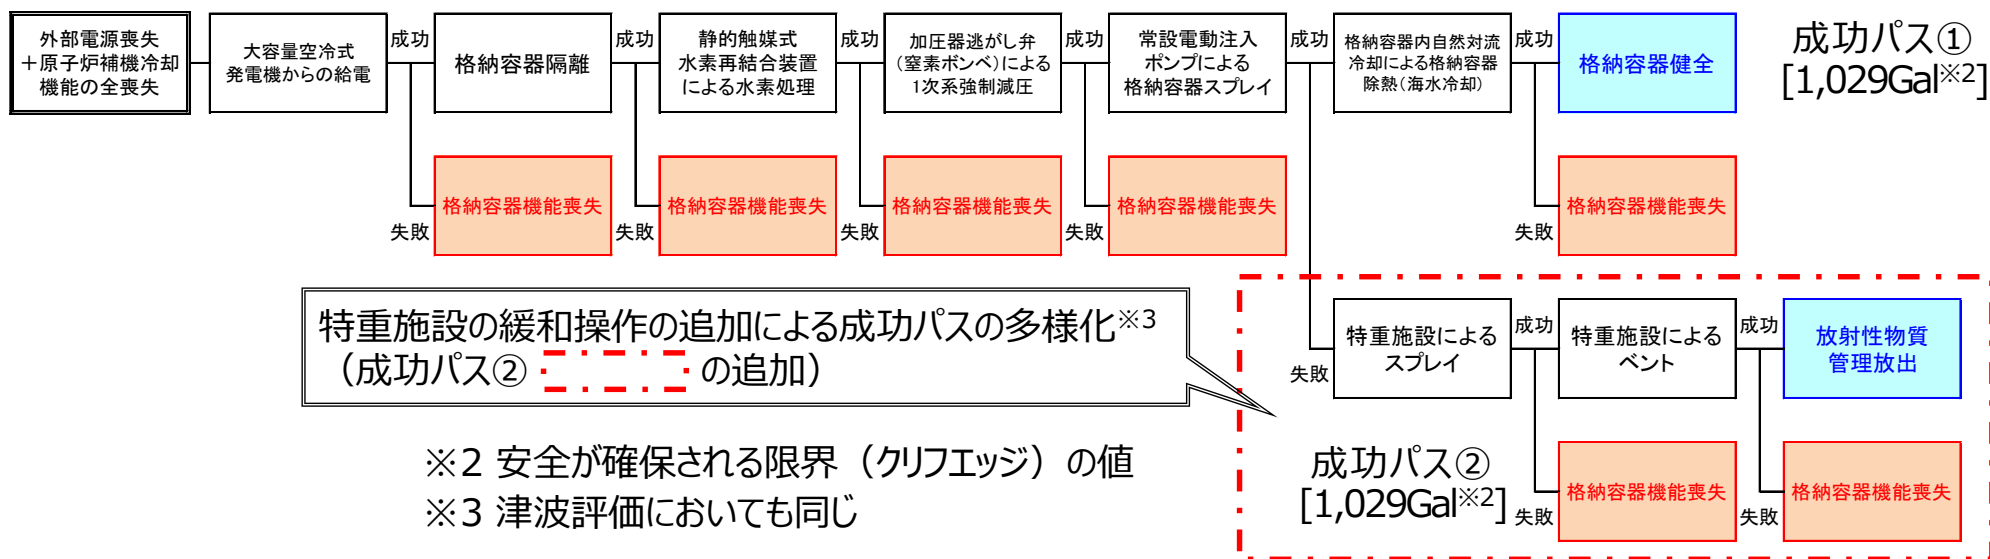 外部電源喪失
＋原子炉補機冷却
機能の全喪失
大容量空冷式
発電機からの給電
成功
格納容器隔離
成功
静的触媒式
水素再結合装置
による水素処理
成功
加圧器逃がし弁
(窒素ボンベ)による
1次系強制減圧
成功
常設電動注入
ポンプによる
格納容器スプレイ
成功
格納容器内自然対流
冷却による格納容器
除熱(海水冷却)
成功
格納容器健全
成功パス①
[1,029Gal※2]
失敗
格納容器機能喪失
失敗
格納容器機能喪失
失敗
格納容器機能喪失
失敗
格納容器機能喪失
失敗
格納容器機能喪失
特重施設の緩和操作の追加による成功パスの多様化※3
（成功パス② の追加）
失敗
特重施設による
スプレイ
成功
特重施設による
ベント
成功
放射性物質
管理放出
※2 安全が確保される限界（クリフエッジ）の値
※3 津波評価においても同じ
成功パス②
[1,029Gal※2]
失敗
格納容器機能喪失
失敗
格納容器機能喪失